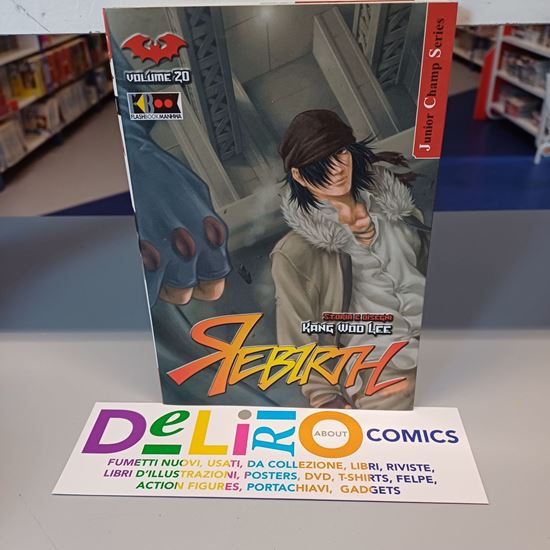 VOLUME 20
FLASHBOOK MANHWA
Junior Champ Series
STORIA E DISEGNI
KANG WOO LEE
REBIRTH
DeLiRIO ABOUT COMICS
FUMETTI NUOVI, USATI, DA COLLEZIONE, LIBRI, RIVISTE,
LIBRI D'ILLUSTRAZIONI, POSTERS, DVD, T-SHIRTS, FELPE,
ACTION FIGURES, PORTACHIAVI, GADGETS